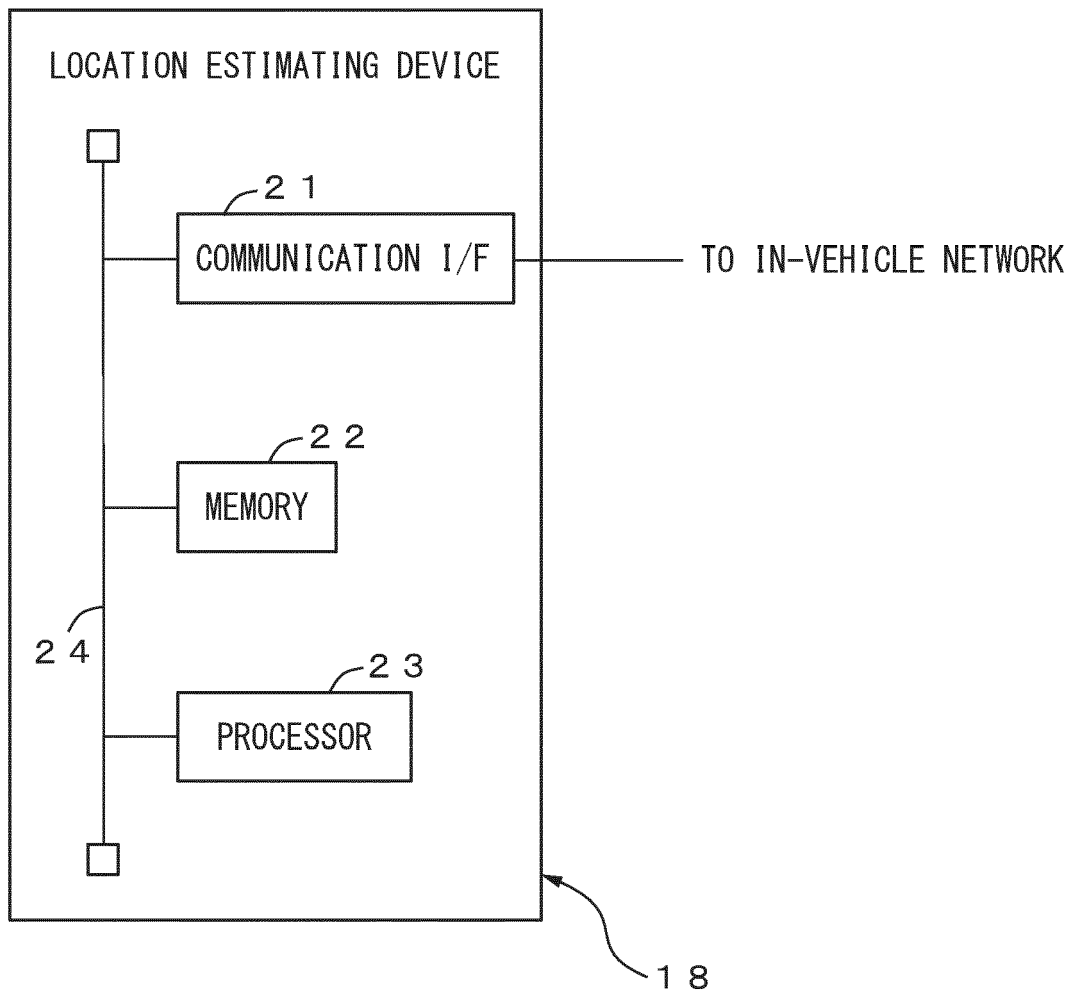 LOCATION ESTIMATING DEVICE
21
COMMUNICATION I/F
TO IN-VEHICLE NETWORK
22
MEMORY
24
23
PROCESSOR
18